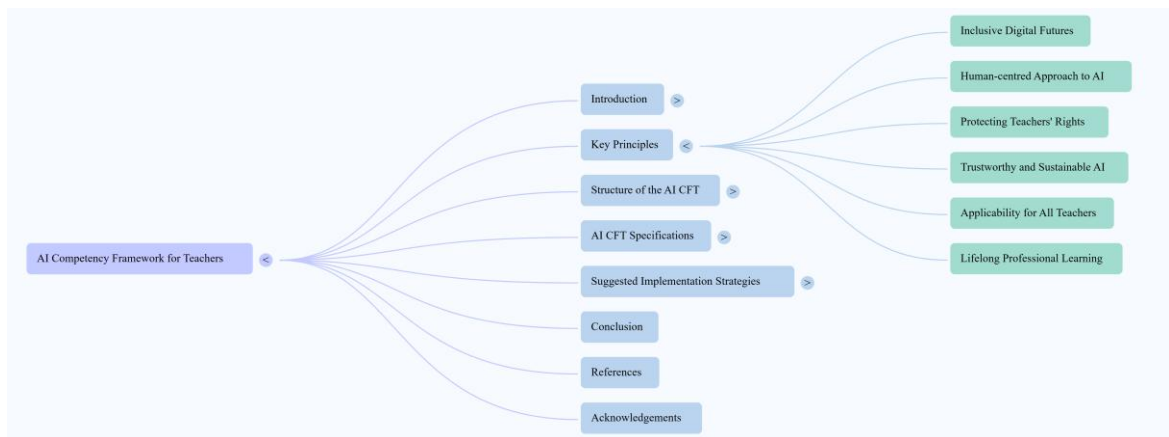 AI Competency Framework for Teachers <
Introduction >
Key Principles <
Structure of the AI CFT >
AI CFT Specifications >
Suggested Implementation Strategies >
Conclusion
References
Acknowledgements
Inclusive Digital Futures
Human-centred Approach to AI
Protecting Teachers' Rights
Trustworthy and Sustainable AI
Applicability for All Teachers
Lifelong Professional Learning